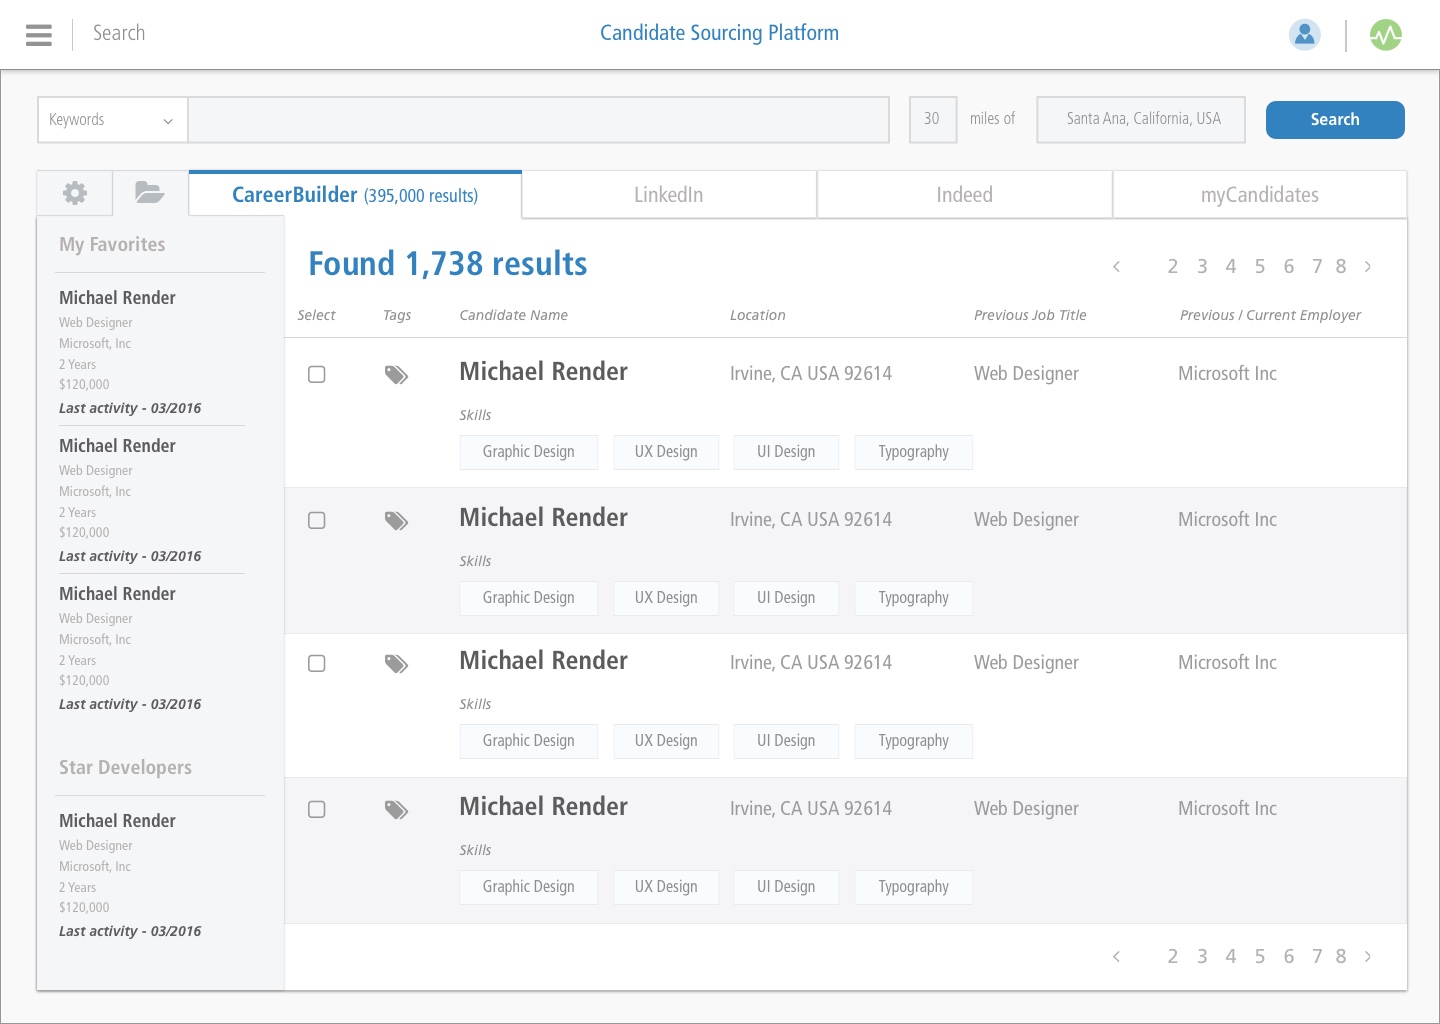 Search
Candidate Sourcing Platform
Keywords
30 miles of Santa Ana, California, USA
Search
CareerBuilder (395,000 results)
LinkedIn
Indeed
myCandidates
My Favorites
Michael Render
Web Designer
Microsoft, Inc
2 Years
$120,000
Last activity - 03/2016
Michael Render
Web Designer
Microsoft, Inc
2 Years
$120,000
Last activity - 03/2016
Michael Render
Web Designer
Microsoft, Inc
2 Years
$120,000
Last activity - 03/2016
Star Developers
Michael Render
Web Designer
Microsoft, Inc
2 Years
$120,000
Last activity - 03/2016
Found 1,738 results
< 2 3 4 5 6 7 8 >
Select Tags Candidate Name Location Previous Job Title Previous / Current Employer
Michael Render Irvine, CA USA 92614 Web Designer Microsoft Inc
Skills
Graphic Design UX Design UI Design Typography
Michael Render Irvine, CA USA 92614 Web Designer Microsoft Inc
Skills
Graphic Design UX Design UI Design Typography
Michael Render Irvine, CA USA 92614 Web Designer Microsoft Inc
Skills
Graphic Design UX Design UI Design Typography
Michael Render Irvine, CA USA 92614 Web Designer Microsoft Inc
Skills
Graphic Design UX Design UI Design Typography
< 2 3 4 5 6 7 8 >